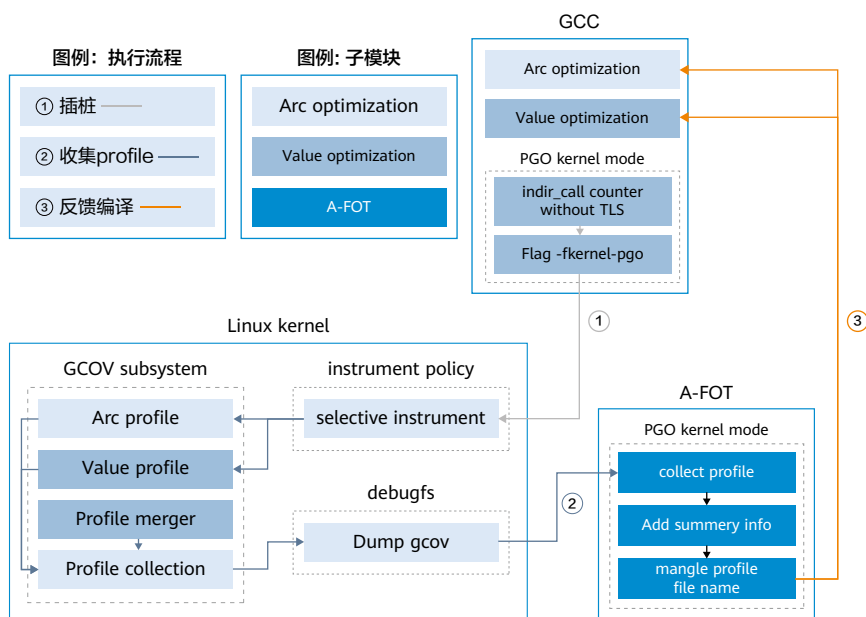 图例：执行流程
① 插桩
② 收集profile
③ 反馈编译
图例: 子模块
Arc optimization
Value optimization
A-FOT
GCC
Arc optimization
Value optimization
PGO kernel mode
indir_call counter
without TLS
Flag -fkernel-pgo
①
③
Linux kernel
GCOV subsystem
Arc profile
Value profile
Profile merger
Profile collection
instrument policy
selective instrument
debugfs
Dump gcov
②
A-FOT
PGO kernel mode
collect profile
Add summery info
mangle profile
file name